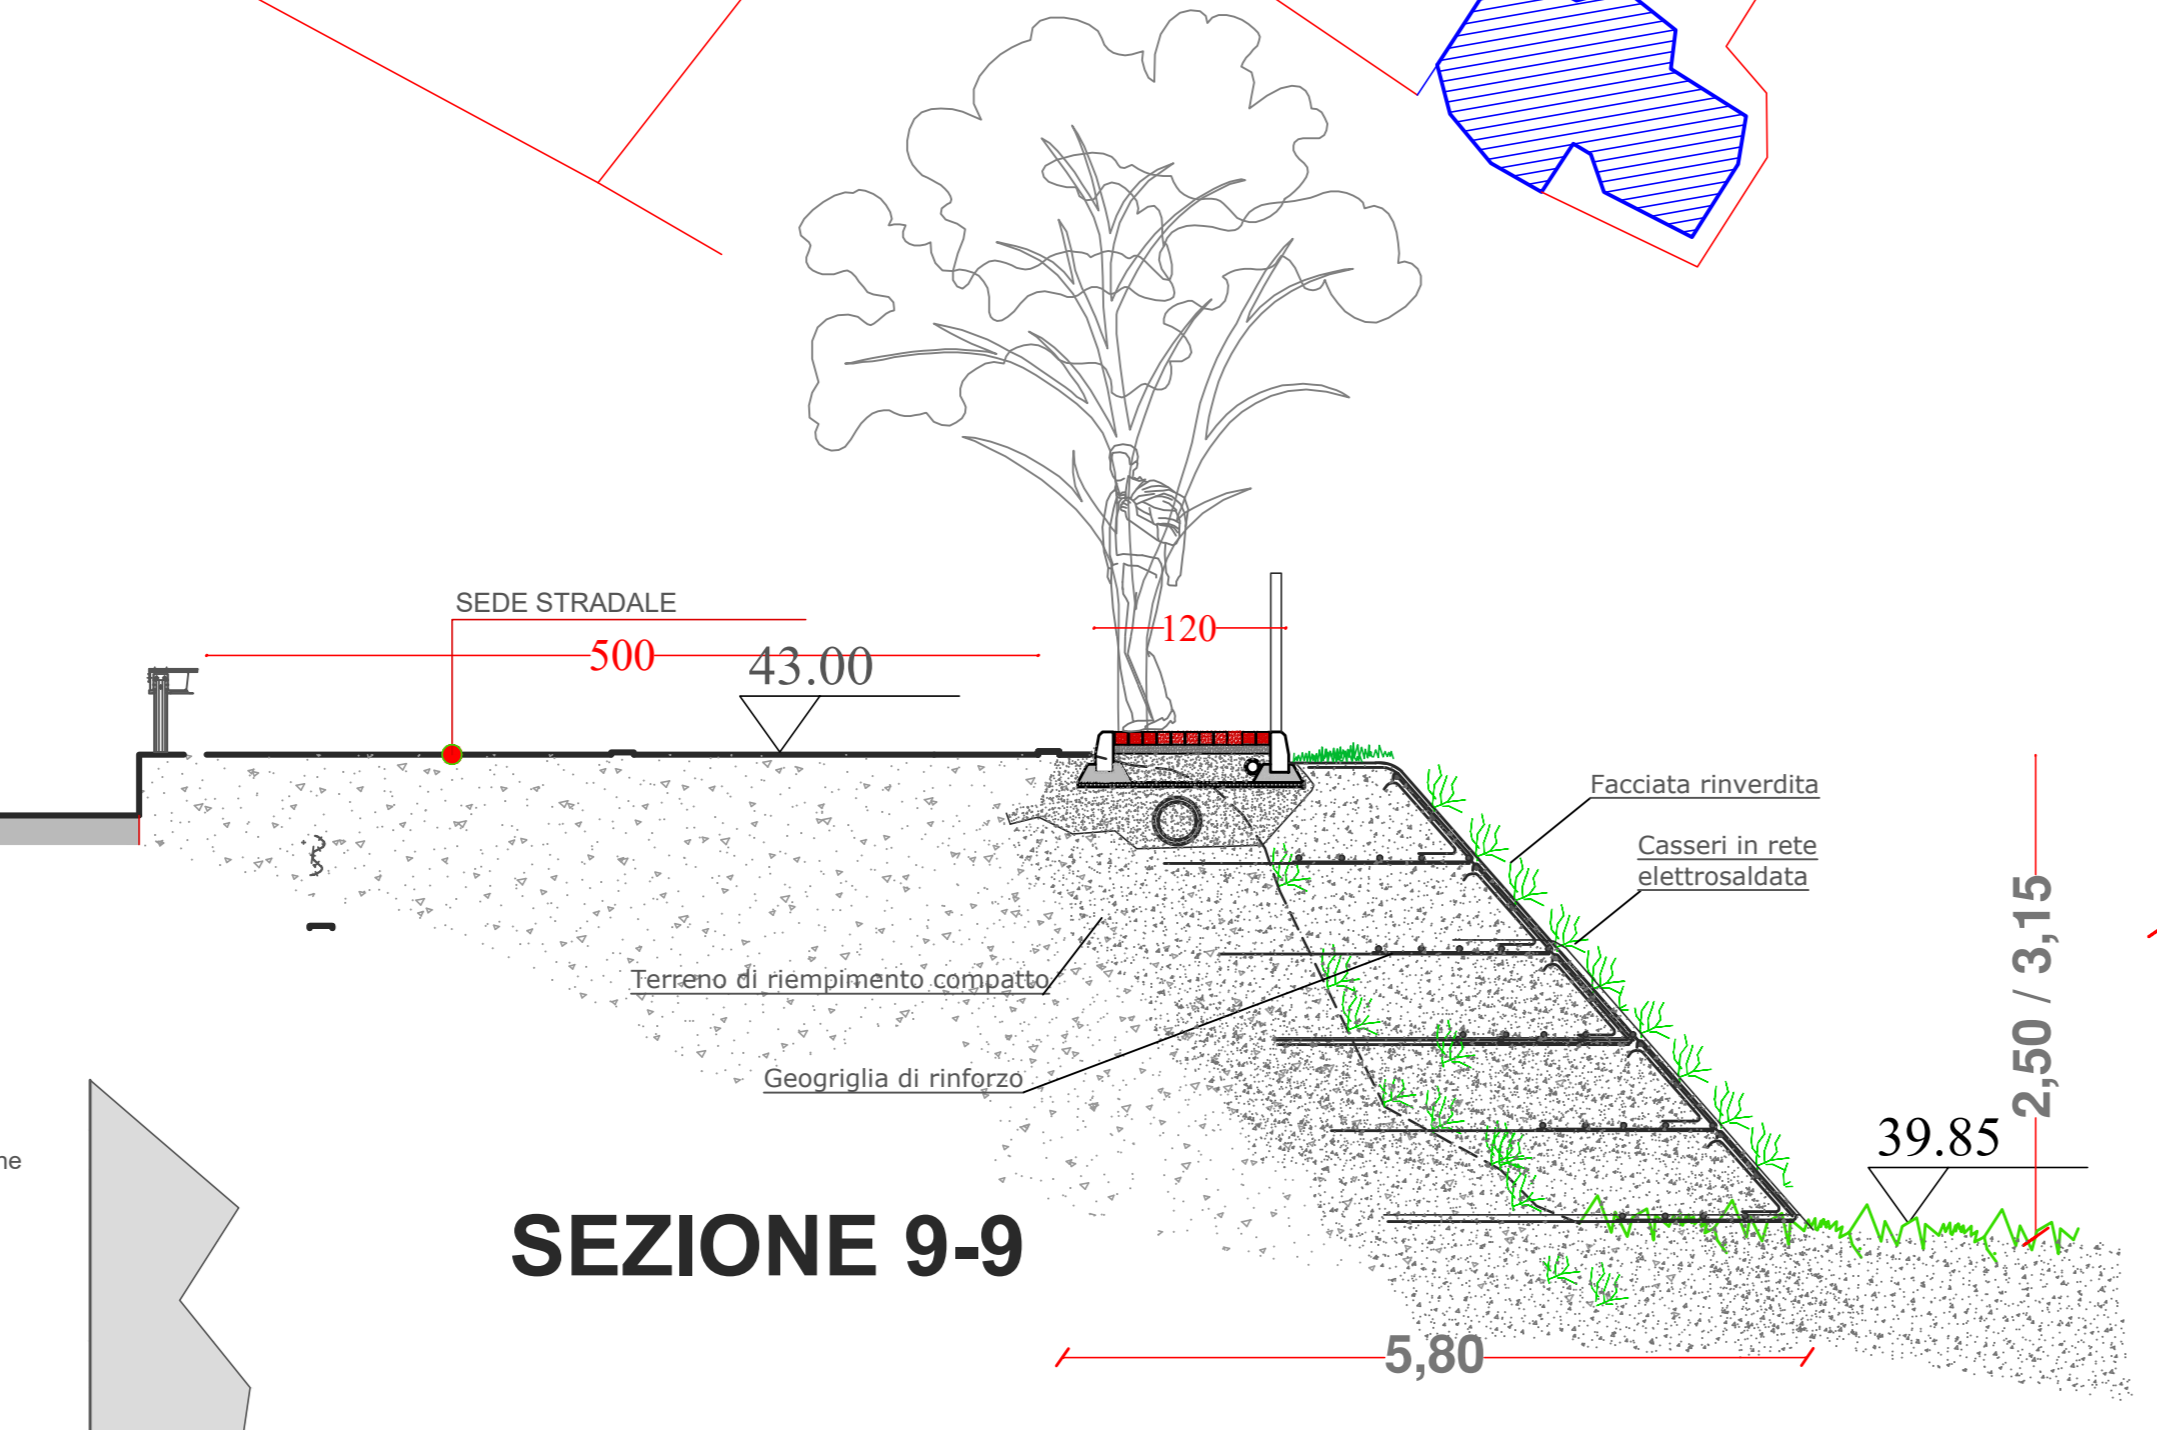 SEDE STRADALE
500
43.00
120
Facciata rinverdita
Casseri in rete
elettrosaldata
2,50 / 3,15
Terreno di riempimento compatto
Geogriglia di rinforzo
39.85
ne
SEZIONE 9-9
5,80